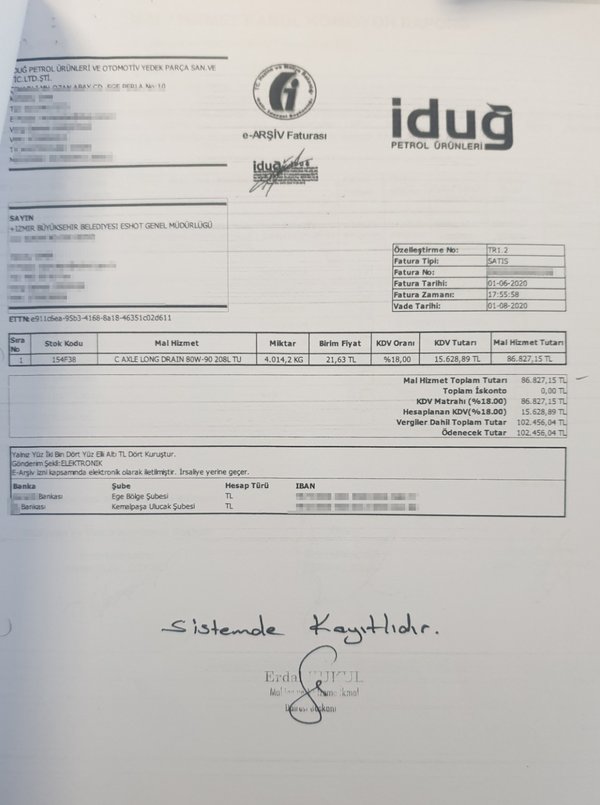 DUĞ PETROL ÜRÜNLERİ VE OTOMOTİV YEDEK PARÇA SAN.VE
TİC.LTD.ŞTİ.
e-ARŞİV Faturası
iduğ
iduğ
PETROL ÜRÜNLERİ
SAYIN
+İZMİR BÜYÜKŞEHİR BELEDİYESİ ESHOT GENEL MÜDÜRLÜĞÜ
Özelleştirme No: TR1.2
Fatura Tipi: SATIS
Fatura No:
Fatura Tarihi: 01-06-2020
Fatura Zamanı: 17:55:58
Vade Tarihi: 01-08-2020
ETTN:e911c6ea-95b3-4168-8a18-46351c02d611
Sıra No Stok Kodu Mal Hizmet Miktar Birim Fiyat KDV Oranı KDV Tutarı Mal Hizmet Tutarı
1 154F38 C AXLE LONG DRAIN 80W-90 208L TU 4.014,2 KG 21,63 TL %18,00 15.628,89 TL 86.827,15 TL
Mal Hizmet Toplam Tutarı 86.827,15 TL
Toplam İskonto 0,00 TL
KDV Matrahı (%18.00) 86.827,15 TL
Hesaplanan KDV(%18.00) 15.628,89 TL
Vergiler Dahil Toplam Tutar 102.456,04 TL
Ödenecek Tutar 102.456,04 TL
Yalnız Yüz İki Bin Dört Yüz Elli Altı TL Dört Kuruştur.
Gönderim Şekli:ELEKTRONIK
E-Arşiv izni kapsamında elektronik olarak iletilmiştir. İrsaliye yerine geçer.
Banka Şube Hesap Türü IBAN
Bankası Ege Bölge Şubesi TL
Bankası Kemalpaşa Ulucak Şubesi TL
Sistemde Kayıtlıdır.
Erdal KUKUL
Dairesi Başkanı